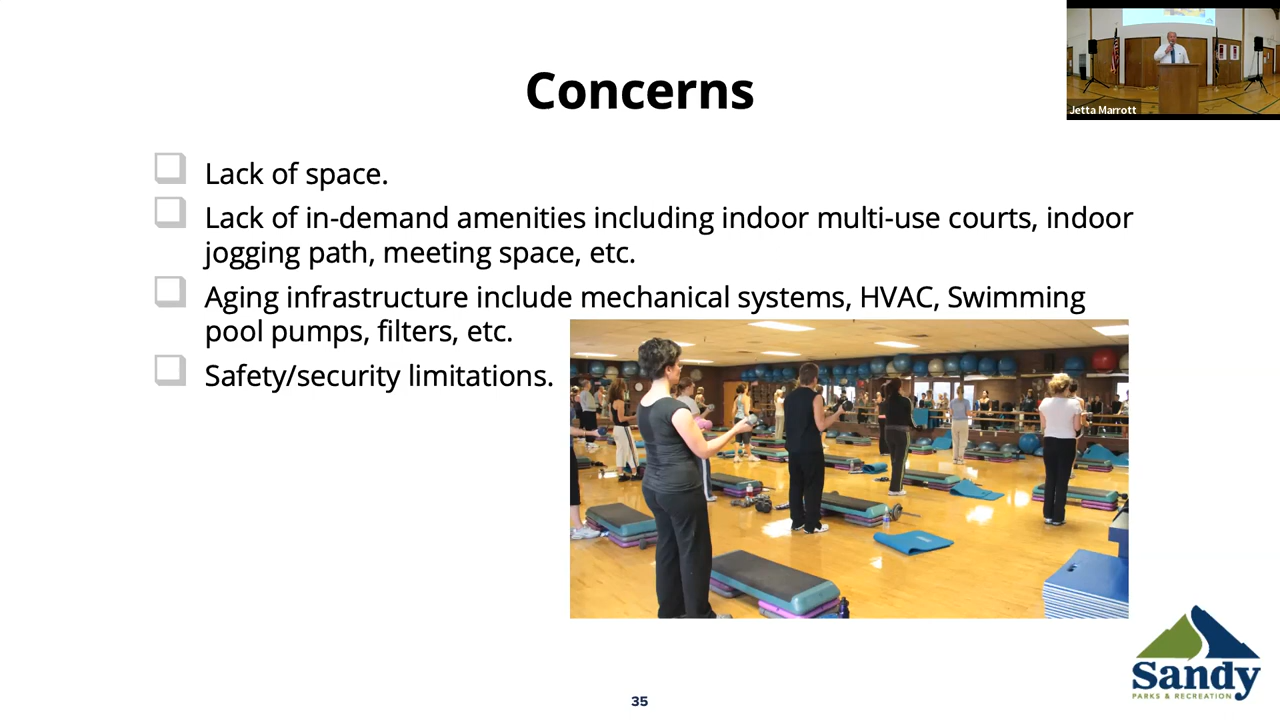 Concerns
Jetta Marrott
Lack of space.
Lack of in-demand amenities including indoor multi-use courts, indoor
jogging path, meeting space, etc.
Aging infrastructure include mechanical systems, HVAC, Swimming
pool pumps, filters, etc.
Safety/security limitations.
Sandy
PARKS & RECREATION
35